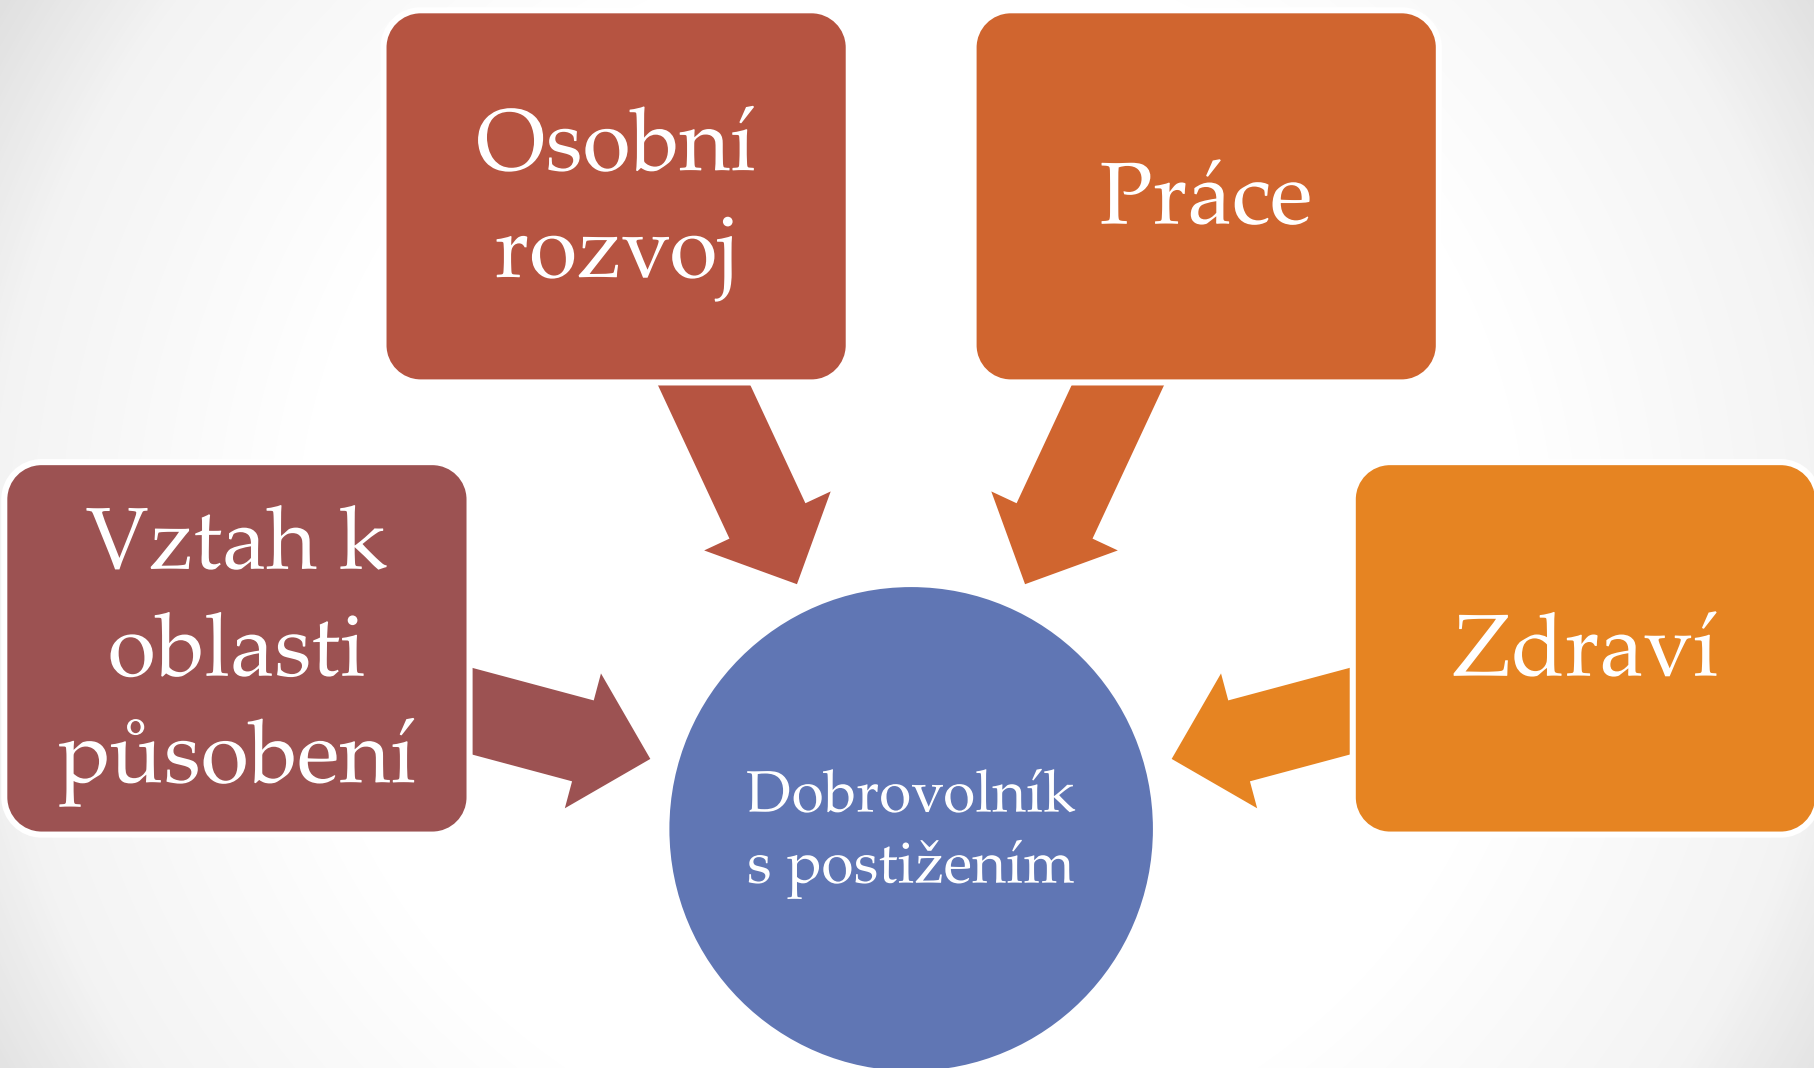 Osobní
rozvoj
Práce
Vztah k
oblasti
působení
Zdraví
Dobrovolník
s postižením